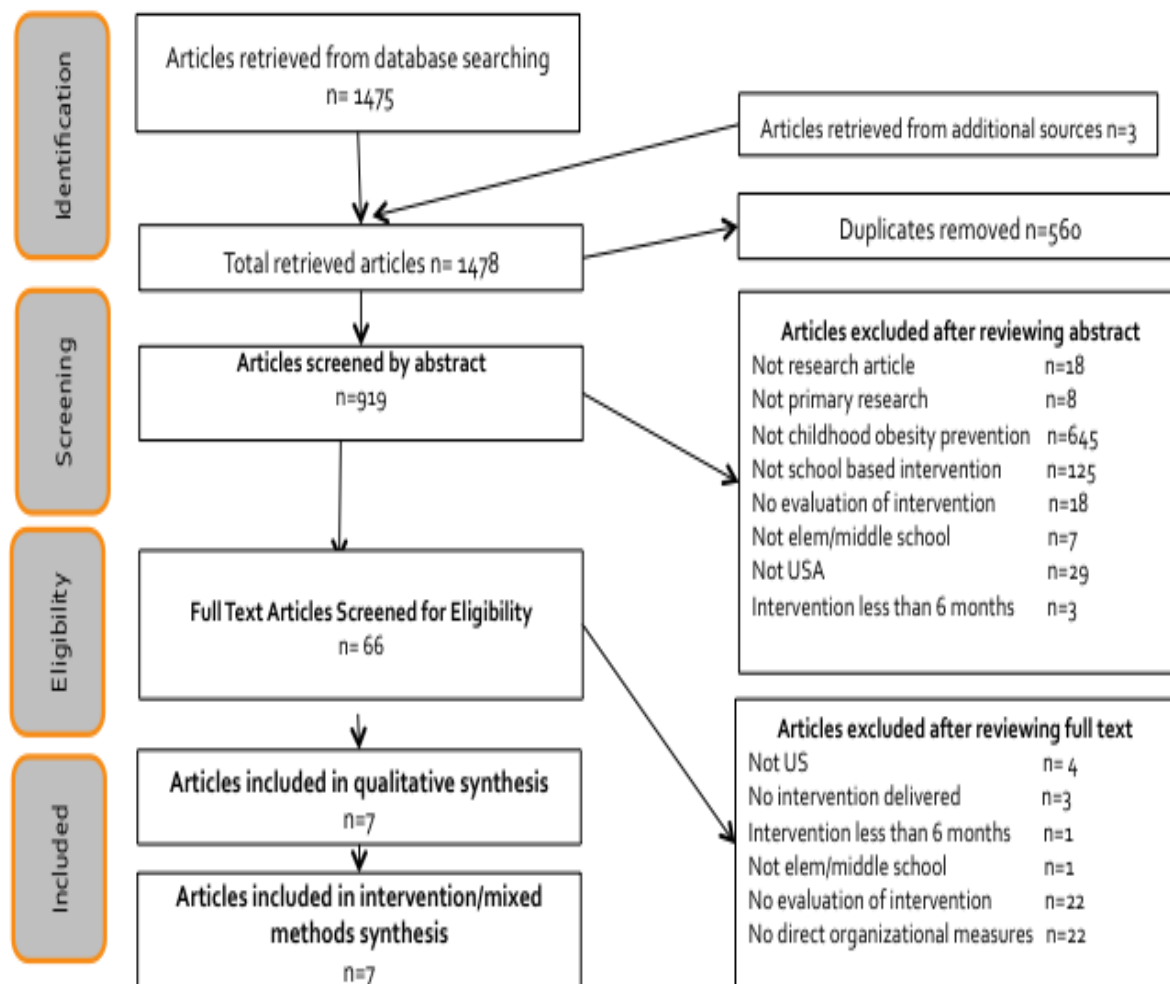 Identification
Articles retrieved from database searching
n= 1475
Articles retrieved from additional sources n=3
Total retrieved articles n= 1478
Duplicates removed n=560
Screening
Articles screened by abstract
n=919
Articles excluded after reviewing abstract
Not research article n=18
Not primary research n=8
Not childhood obesity prevention n=645
Not school based intervention n=125
No evaluation of intervention n=18
Not elem/middle school n=7
Not USA n=29
Intervention less than 6 months n=3
Eligibility
Full Text Articles Screened for Eligibility
n= 66
Articles excluded after reviewing full text
Not US n= 4
No intervention delivered n=3
Intervention less than 6 months n=1
Not elem/middle school n=1
No evaluation of intervention n=22
No direct organizational measures n=22
Included
Articles included in qualitative synthesis
n=7
Articles included in intervention/mixed
methods synthesis
n=7